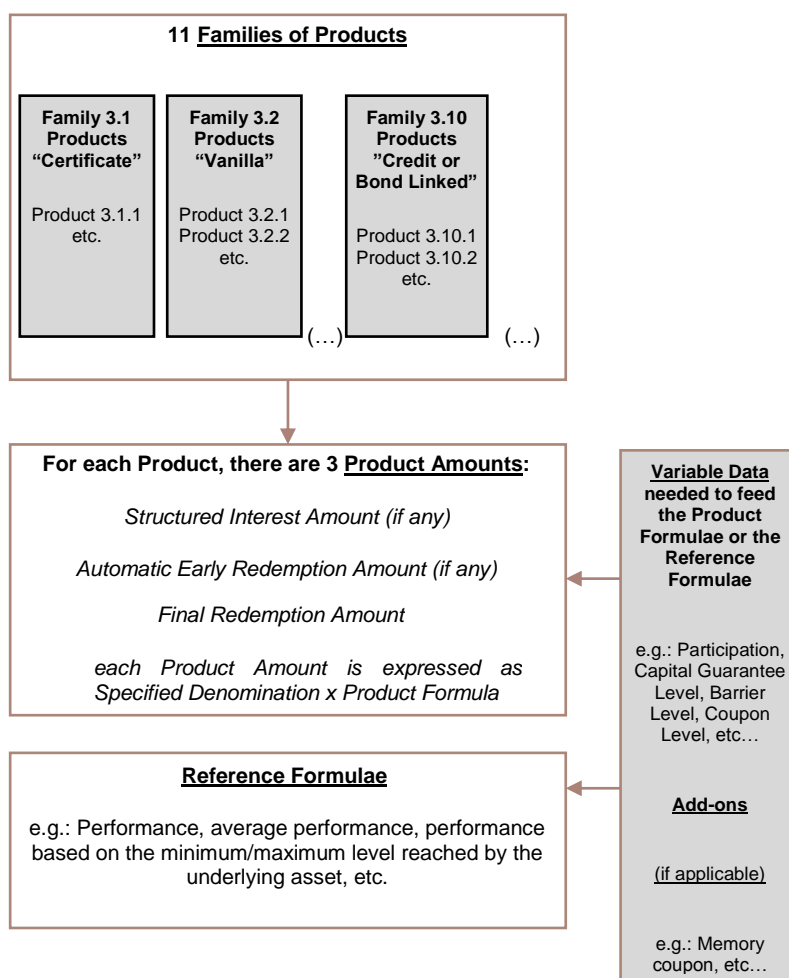 11 Families of Products
Family 3.1
Products
“Certificate”
Product 3.1.1
etc.
Family 3.2
Products
“Vanilla”
Product 3.2.1
Product 3.2.2
etc.
(…)
Family 3.10
Products
”Credit or
Bond Linked”
Product 3.10.1
Product 3.10.2
etc.
(…)
For each Product, there are 3 Product Amounts:
Structured Interest Amount (if any)
Automatic Early Redemption Amount (if any)
Final Redemption Amount
each Product Amount is expressed as
Specified Denomination x Product Formula
Reference Formulae
e.g.: Performance, average performance, performance
based on the minimum/maximum level reached by the
underlying asset, etc.
Variable Data
needed to feed
the Product
Formulae or the
Reference
Formulae
e.g.: Participation,
Capital Guarantee
Level, Barrier
Level, Coupon
Level, etc…
Add-ons
(if applicable)
e.g.: Memory
coupon, etc…